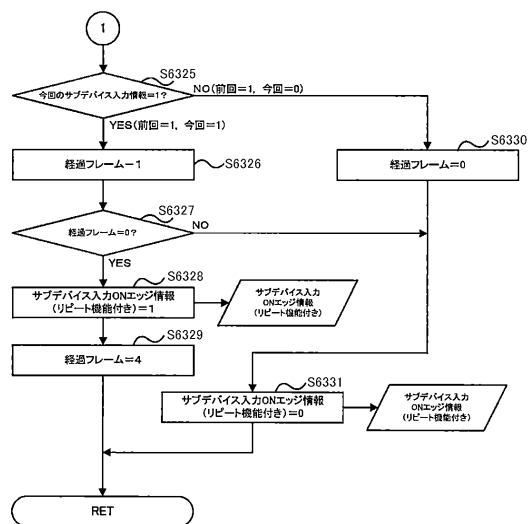 1
S6325
今回のサブデバイス入力情報=1?
NO(前回=1, 今回=0)
YES(前回=1, 今回=1)
S6326
経過フレーム-1
S6330
経過フレーム=0
S6327
経過フレーム=0?
NO
YES
S6328
サブデバイス入力ONエッジ情報
(リピート機能付き)=1
サブデバイス入力
ONエッジ情報
(リピート機能付き)
S6329
経過フレーム=4
S6331
サブデバイス入力ONエッジ情報
(リピート機能付き)=0
サブデバイス入力
ONエッジ情報
(リピート機能付き)
RET